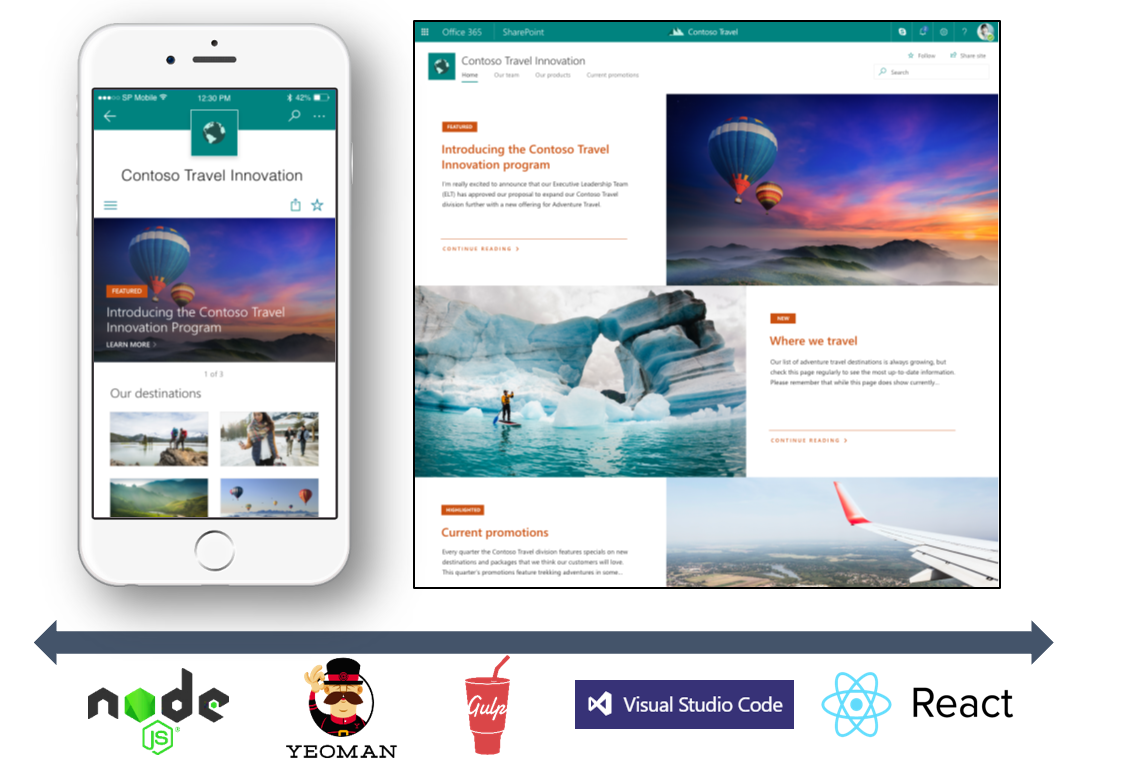 SP Mobile
12:30 PM
42%
Contoso Travel Innovation
FEATURED
Introducing the Contoso Travel
Innovation Program
LEARN MORE >
1 of 3
Our destinations
Office 365
SharePoint
Contoso Travel
?
Contoso Travel Innovation
Follow
Share site
Home
Our team
Our products
Current promotions
Search
FEATURED
Introducing the Contoso Travel
Innovation program
I'm really excited to announce that our Executive Leadership Team
(ELT) has approved our proposal to expand our Contoso Travel
division further with a new offering for Adventure Travel.
CONTINUE READING >
NEW
Where we travel
Our list of adventure travel destinations is always growing, but
check this page regularly to see the most up-to-date information.
Please remember that while this page does show currently...
CONTINUE READING >
HIGHLIGHTED
Current promotions
Every quarter the Contoso Travel division features specials on new
destinations and packages that we think our customers will love.
This quarter's promotions feature trekking adventures in some...
node
JS®
YEOMAN
Gulp
Visual Studio Code
React